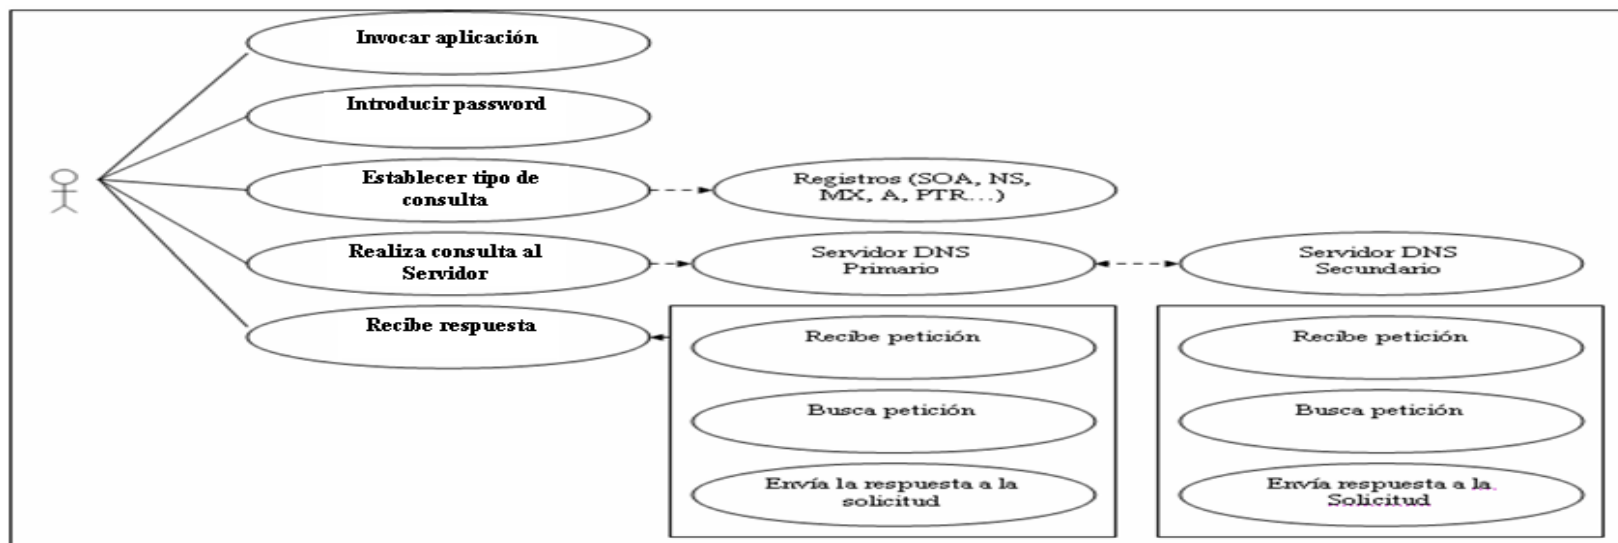 Invocar aplicación
Introducir password
Establecer tipo de
consulta
Registros (SOA, NS,
MX, A, PTR...)
Realiza consulta al
Servidor
Servidor DNS
Primario
Servidor DNS
Secundario
Recibe respuesta
Recibe petición
Busca petición
Envía la respuesta a la
solicitud
Recibe petición
Busca petición
Envía respuesta a la
Solicitud